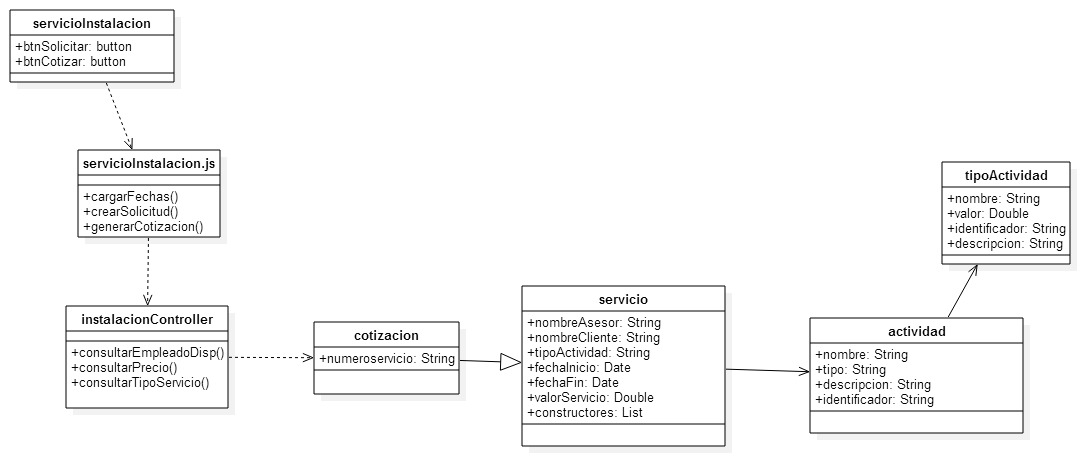 servicioInstalacion
+btnSolicitar: button
+btnCotizar: button
servicioInstalacion.js
+cargarFechas()
+crearSolicitud()
+generarCotizacion()
instalacionController
+consultarEmpleadoDisp()
+consultarPrecio()
+consultarTipoServicio()
cotizacion
+numeroservicio: String
servicio
+nombreAsesor: String
+nombreCliente: String
+tipoActividad: String
+fechaInicio: Date
+fechaFin: Date
+valorServicio: Double
+constructores: List
actividad
+nombre: String
+tipo: String
+descripcion: String
+identificador: String
tipoActividad
+nombre: String
+valor: Double
+identificador: String
+descripcion: String